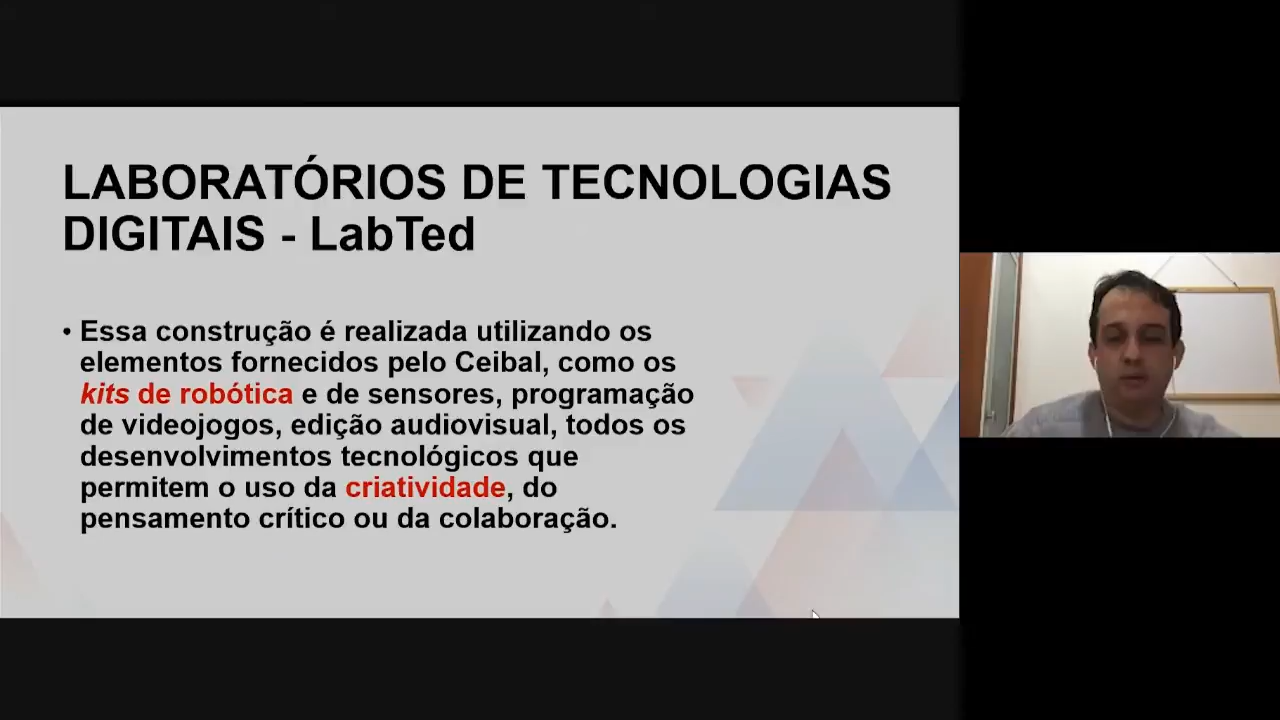 LABORATÓRIOS DE TECNOLOGIAS
DIGITAIS - LabTed
• Essa construção é realizada utilizando os
elementos fornecidos pelo Ceibal, como os
kits de robótica e de sensores, programação
de videojogos, edição audiovisual, todos os
desenvolvimentos tecnológicos que
permitem o uso da criatividade, do
pensamento crítico ou da colaboração.